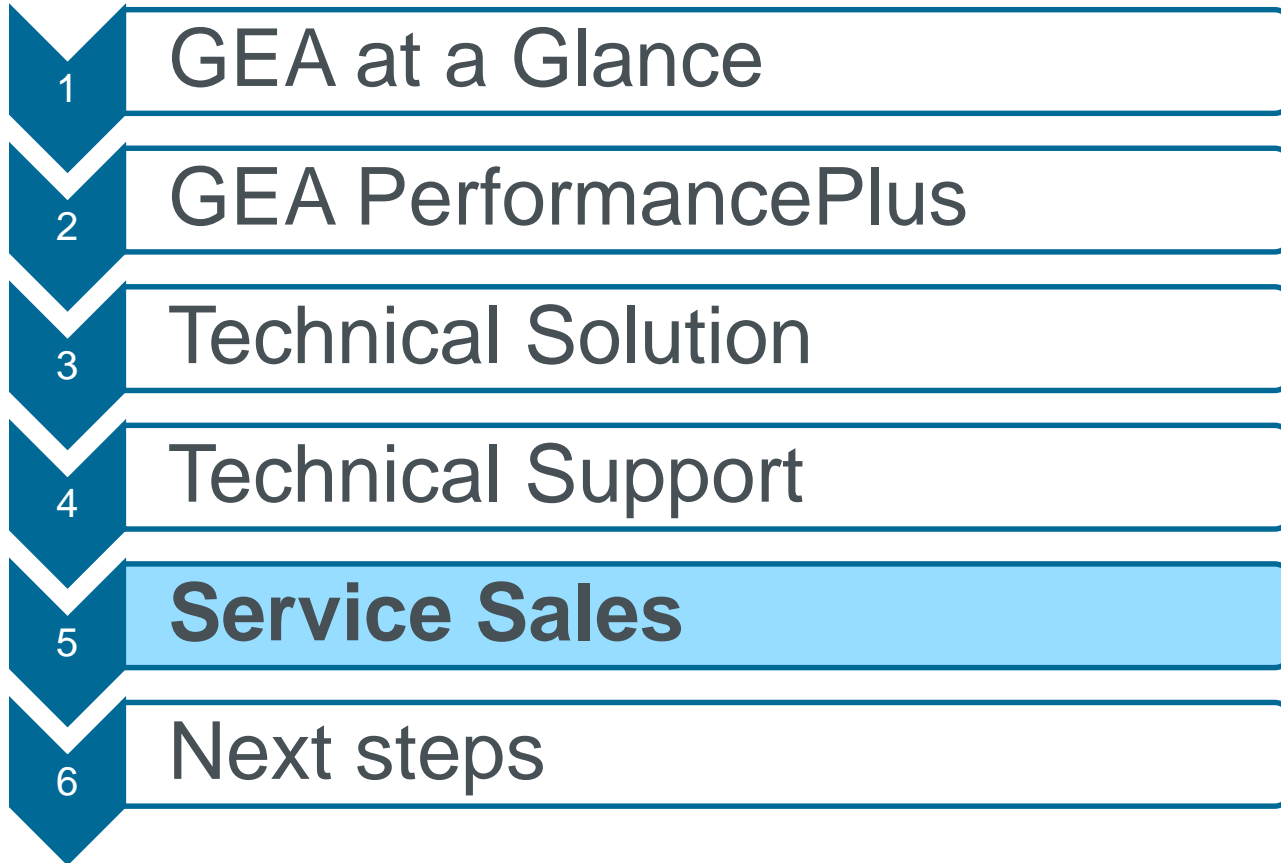 1 GEA at a Glance
2 GEA PerformancePlus
3 Technical Solution
4 Technical Support
5 Service Sales
6 Next steps